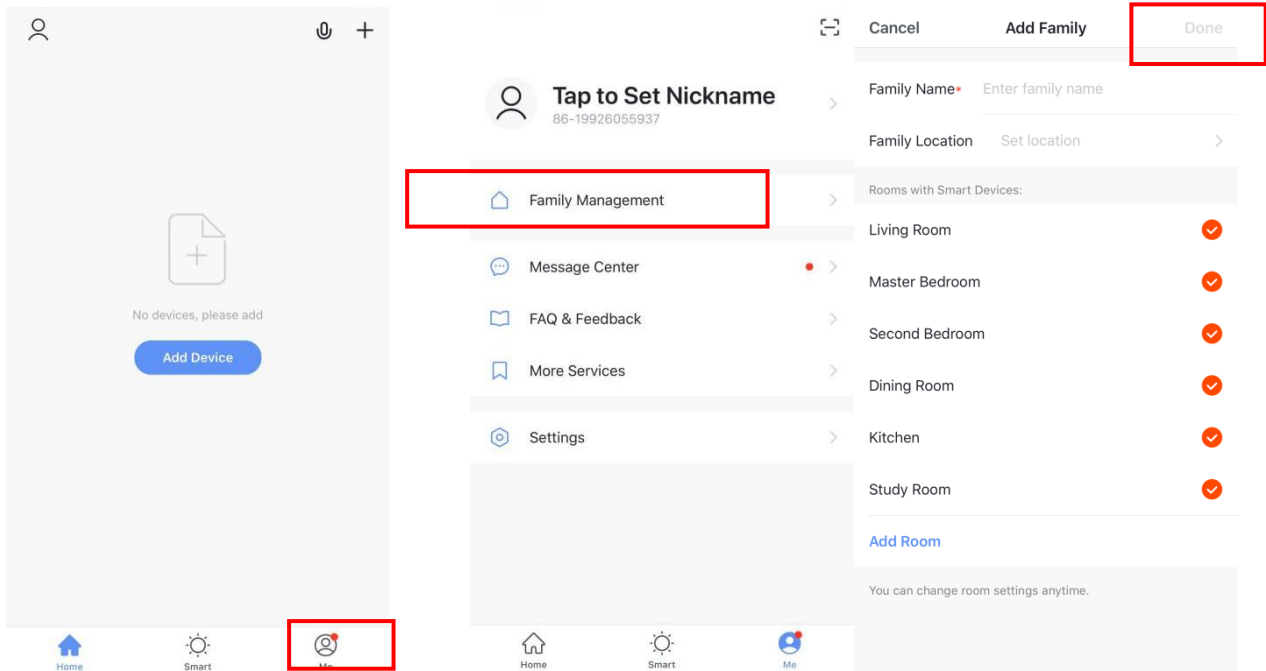 No devices, please add
Add Device
Home
Smart
Me
Tap to Set Nickname
86-19926055937
Family Management
Message Center
FAQ & Feedback
More Services
Settings
Home
Smart
Me
Cancel
Add Family
Done
Family Name* Enter family name
Family Location Set location
Rooms with Smart Devices:
Living Room
Master Bedroom
Second Bedroom
Dining Room
Kitchen
Study Room
Add Room
You can change room settings anytime.